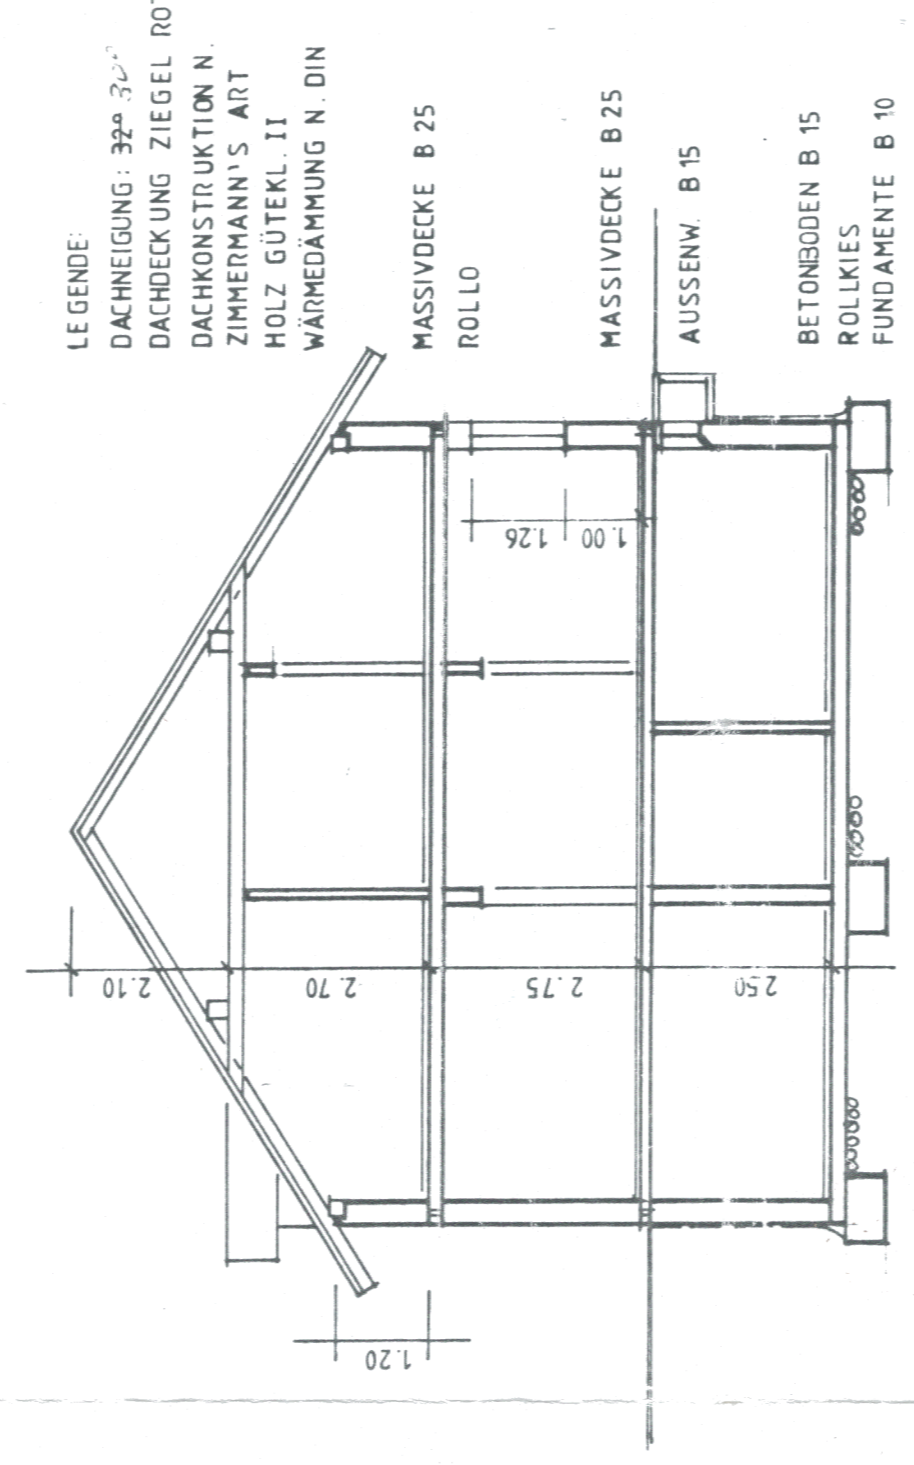 LEGENDE:
DACHNEIGUNG: 32° 30°
DACHDECKUNG ZIEGEL ROT
DACHKONSTRUKTION N.
ZIMMERMANN'S ART
HOLZ GÜTEKL. II
WÄRMEDÄMMUNG N. DIN
MASSIVDECKE B 25
ROLLO
MASSIVDECKE B 25
AUSSENW. B 15
BETONBODEN B 15
ROLLKIES
FUNDAMENTE B 10
1.26
1.00
2.10
2.70
2.75
2.50
1.20